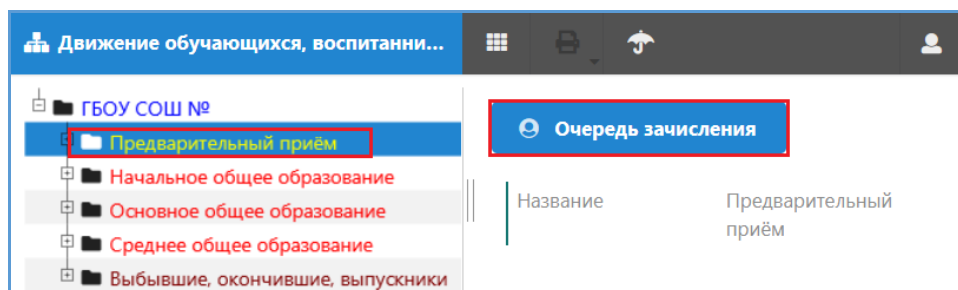 Движение обучающихся, воспитанни...
ГБОУ СОШ №
Предварительный приём
Начальное общее образование
Основное общее образование
Среднее общее образование
Выбывшие, окончившие, выпускники
Очередь зачисления
Название
Предварительный
приём